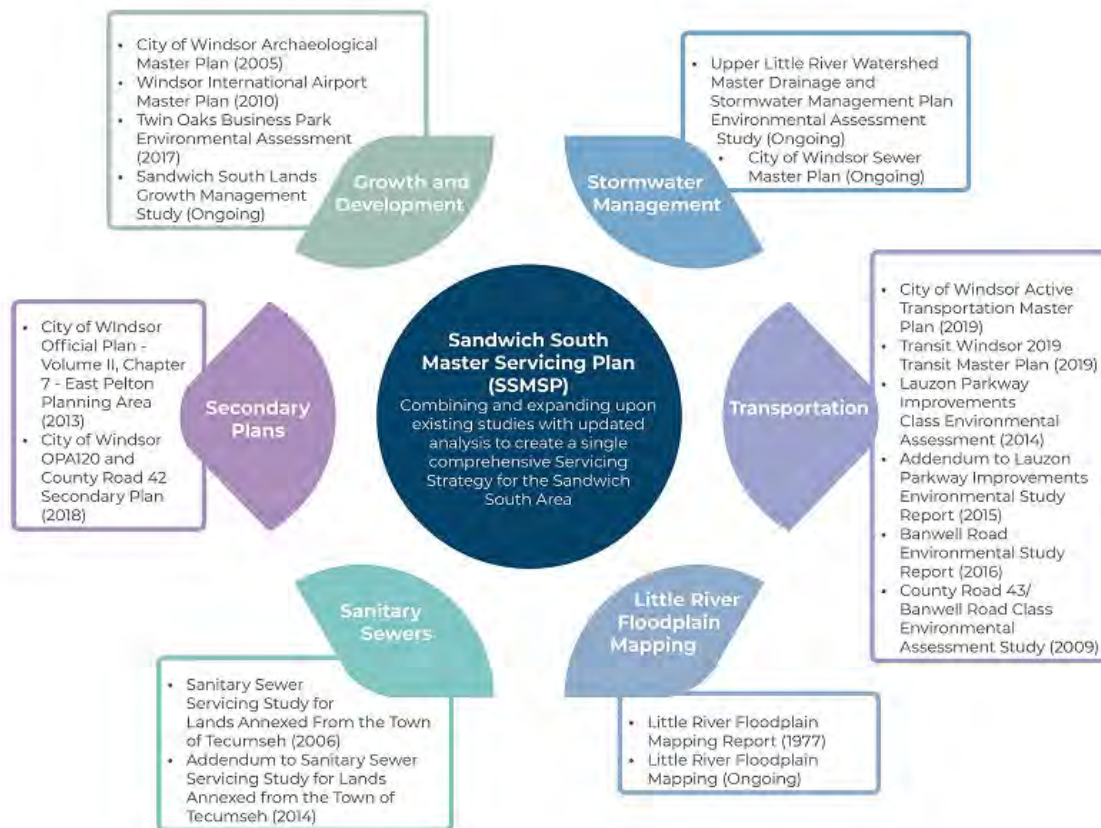 • City of Windsor Archaeological
Master Plan (2005)
• Windsor International Airport
Master Plan (2010)
• Twin Oaks Business Park
Environmental Assessment
(2017)
• Sandwich South Lands
Growth Management
Study (Ongoing)
Growth and
Development
• Upper Little River Watershed
Master Drainage and
Stormwater Management Plan
Environmental Assessment
Study (Ongoing)
• City of Windsor Sewer
Master Plan (Ongoing)
Stormwater
Management
• City of WIndsor
Official Plan -
Volume II, Chapter
7 - East Pelton
Planning Area
(2013)
• City of Windsor
OPA120 and
County Road 42
Secondary Plan
(2018)
Secondary
Plans
Sandwich South
Master Servicing Plan
(SSMSP)
Combining and expanding upon
existing studies with updated
analysis to create a single
comprehensive Servicing
Strategy for the Sandwich
South Area
Transportation
• City of Windsor Active
Transportation Master
Plan (2019)
• Transit Windsor 2019
Transit Master Plan (2019)
• Lauzon Parkway
Improvements
Class Environmental
Assessment (2014)
• Addendum to Lauzon
Parkway Improvements
Environmental Study
Report (2015)
• Banwell Road
Environmental Study
Report (2016)
• County Road 43/
Banwell Road Class
Environmental
Assessment Study (2009)
Sanitary
Sewers
• Sanitary Sewer
Servicing Study for
Lands Annexed From the Town
of Tecumseh (2006)
• Addendum to Sanitary Sewer
Servicing Study for Lands
Annexed from the Town of
Tecumseh (2014)
Little River
Floodplain
Mapping
• Little River Floodplain
Mapping Report (1977)
• Little River Floodplain
Mapping (Ongoing)